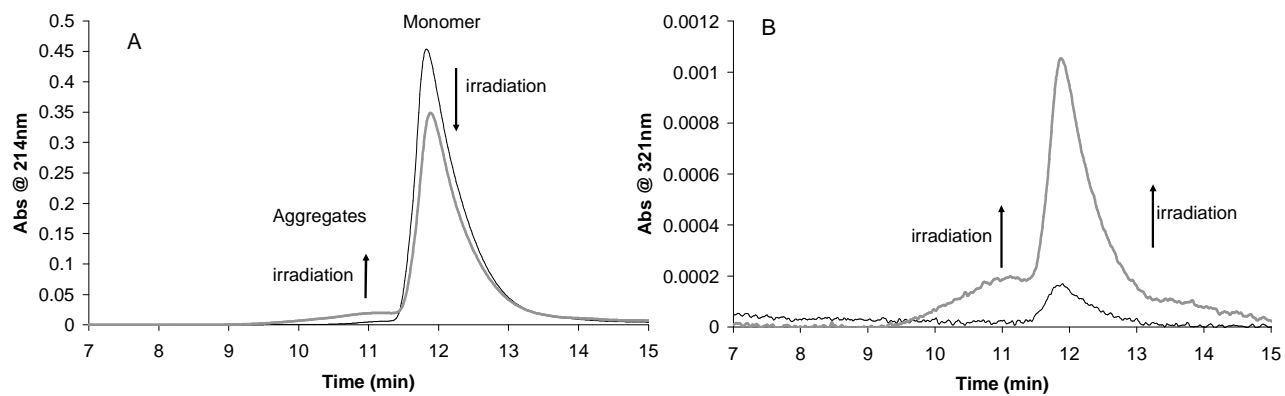 A
Monomer
irradiation
Aggregates
irradiation
Abs @ 214nm
0.5
0.45
0.4
0.35
0.3
0.25
0.2
0.15
0.1
0.05
0
7 8 9 10 11 12 13 14 15
Time (min)
B
irradiation
irradiation
Abs @ 321nm
0.0012
0.001
0.0008
0.0006
0.0004
0.0002
0
7 8 9 10 11 12 13 14 15
Time (min)